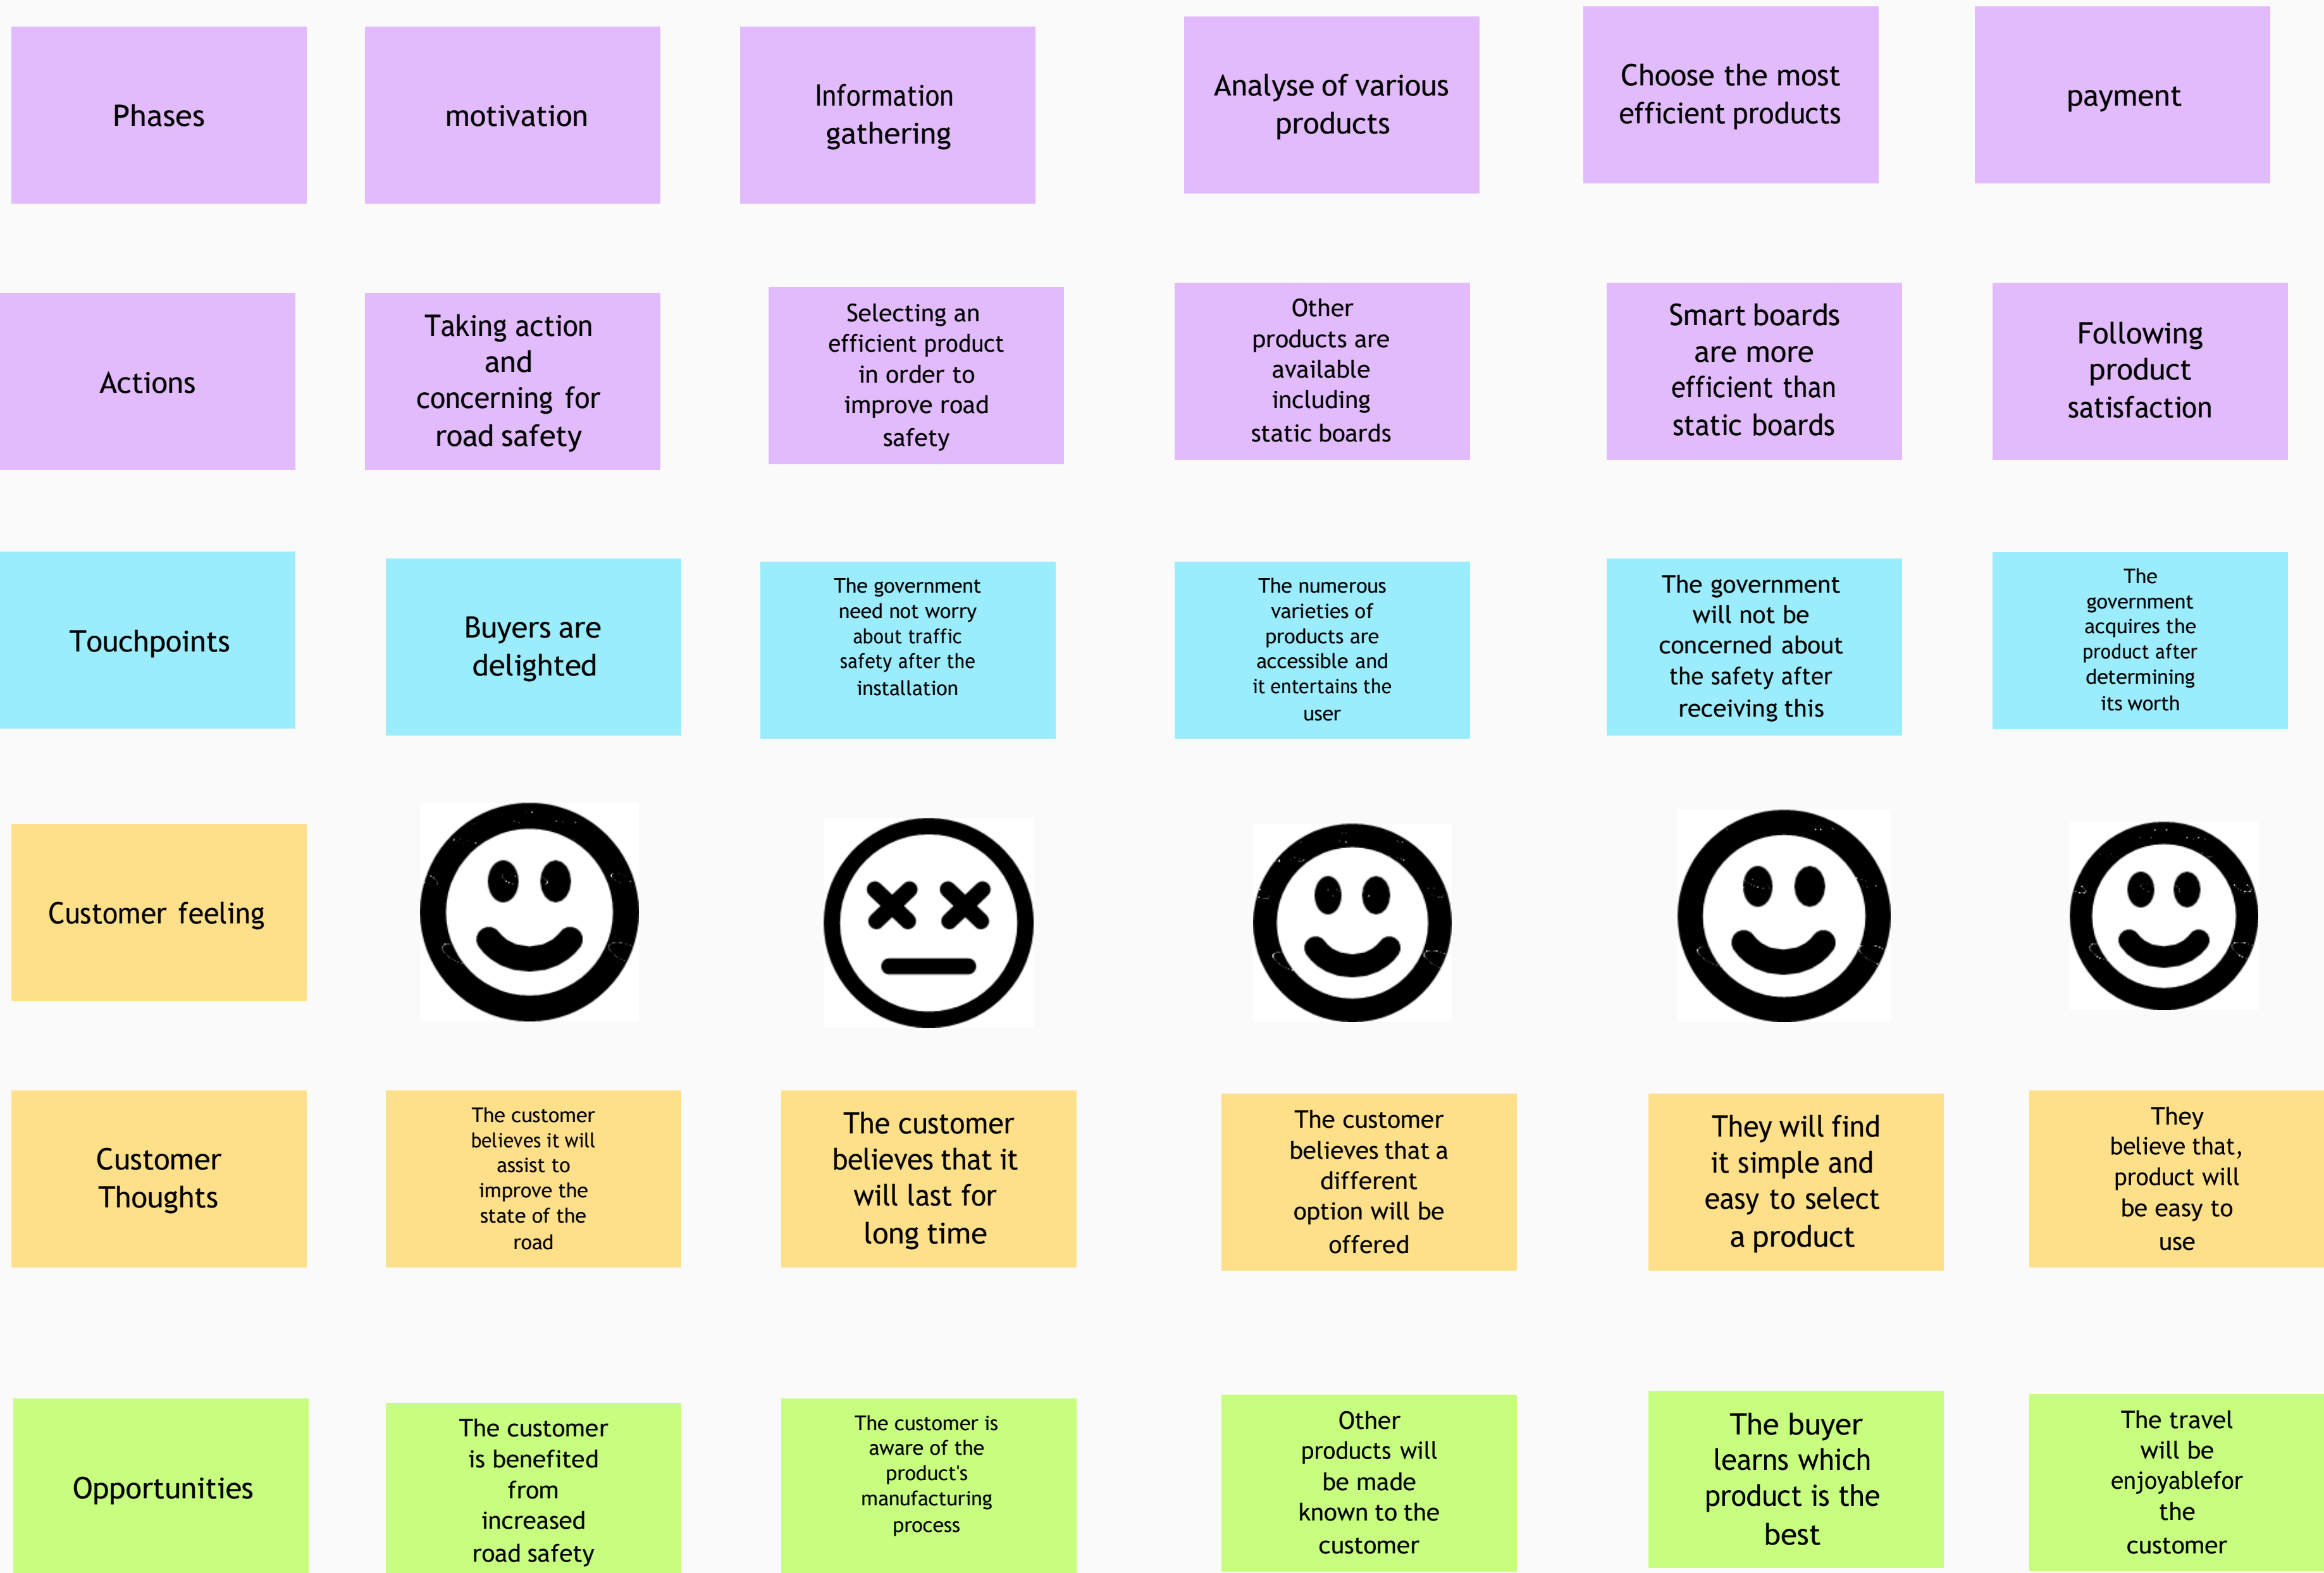 Phases
motivation
Information
gathering
Analyse of various
products
Choose the most
efficient products
payment
Actions
Taking action
and
concerning for
road safety
Selecting an
efficient product
in order to
improve road
safety
Other
products are
available
including
static boards
Smart boards
are more
efficient than
static boards
Following
product
satisfaction
Touchpoints
Buyers are
delighted
The government
need not worry
about traffic
safety after the
installation
The numerous
varieties of
products are
accessible and
it entertains the
user
The government
will not be
concerned about
the safety after
receiving this
The
government
acquires the
product after
determining
its worth
Customer feeling
Customer
Thoughts
The customer
believes it will
assist to
improve the
state of the
road
The customer
believes that it
will last for
long time
The customer
believes that a
different
option will be
offered
They will find
it simple and
easy to select
a product
They
believe that,
product will
be easy to
use
Opportunities
The customer
is benefited
from
increased
road safety
The customer is
aware of the
product's
manufacturing
process
Other
products will
be made
known to the
customer
The buyer
learns which
product is the
best
The travel
will be
enjoyablefor
the
customer